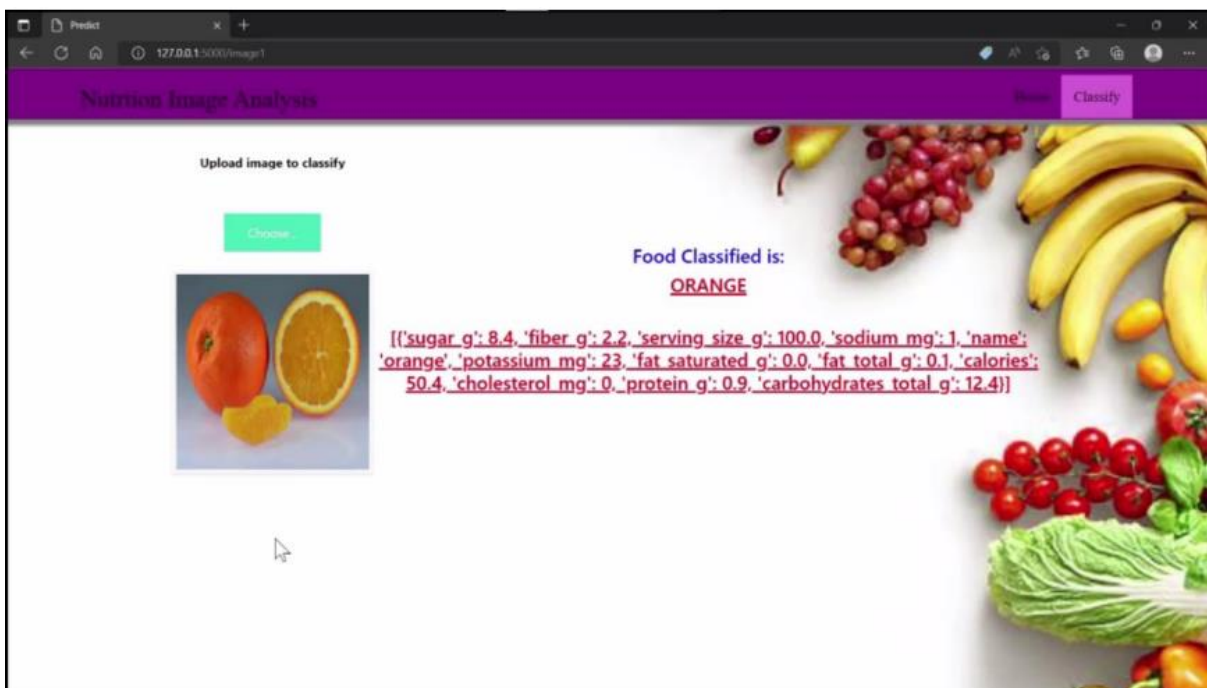 Predict
127.0.0.1:5000/image1
Nutrition Image Analysis
Home
Classify
Upload image to classify
Choose...
Food Classified is:
ORANGE
[{'sugar_g': 8.4, 'fiber_g': 2.2, 'serving_size_g': 100.0, 'sodium_mg': 1, 'name':
'orange', 'potassium_mg': 23, 'fat_saturated_g': 0.0, 'fat_total_g': 0.1, 'calories':
50.4, 'cholesterol_mg': 0, 'protein_g': 0.9, 'carbohydrates_total_g': 12.4}]